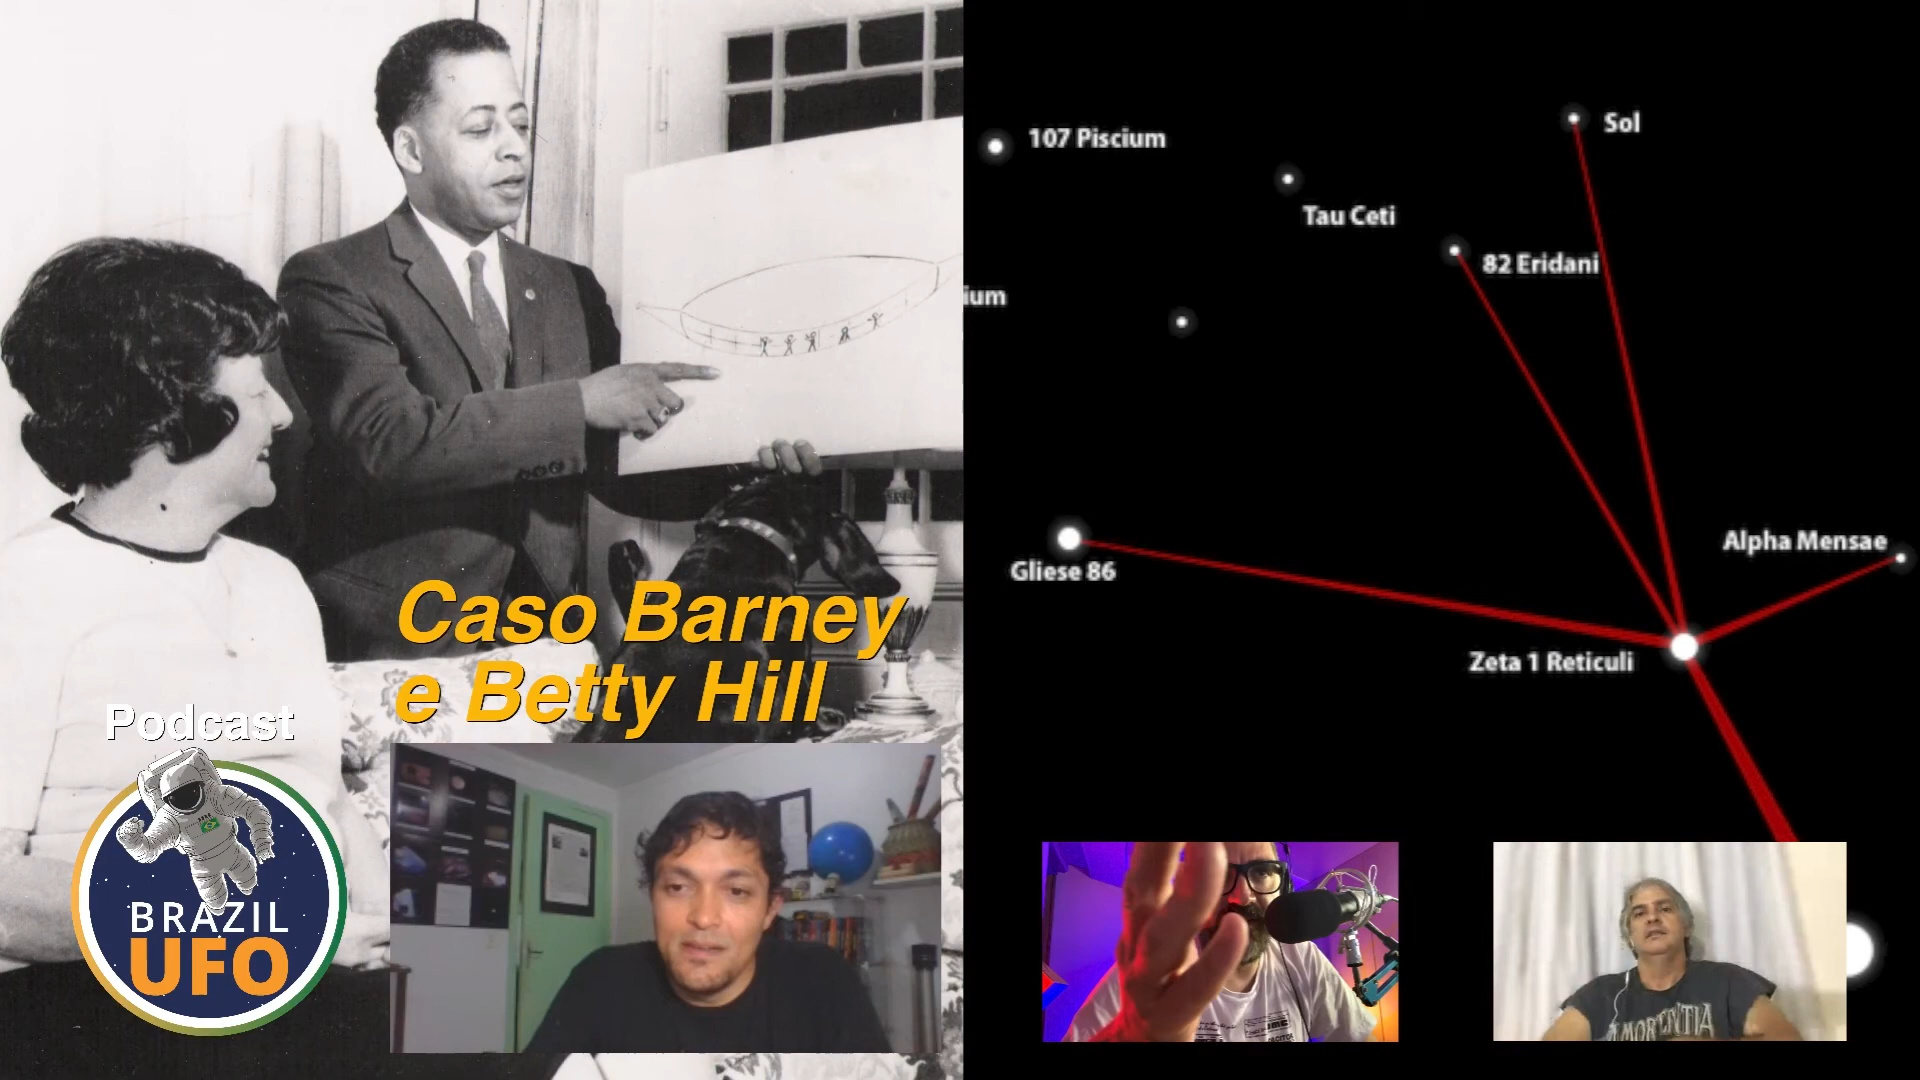 Caso Barney
e Betty Hill
Podcast
BRAZIL
UFO
107 Piscium
Sol
Tau Ceti
82 Eridani
ium
Alpha Mensae
Gliese 86
Zeta 1 Reticuli